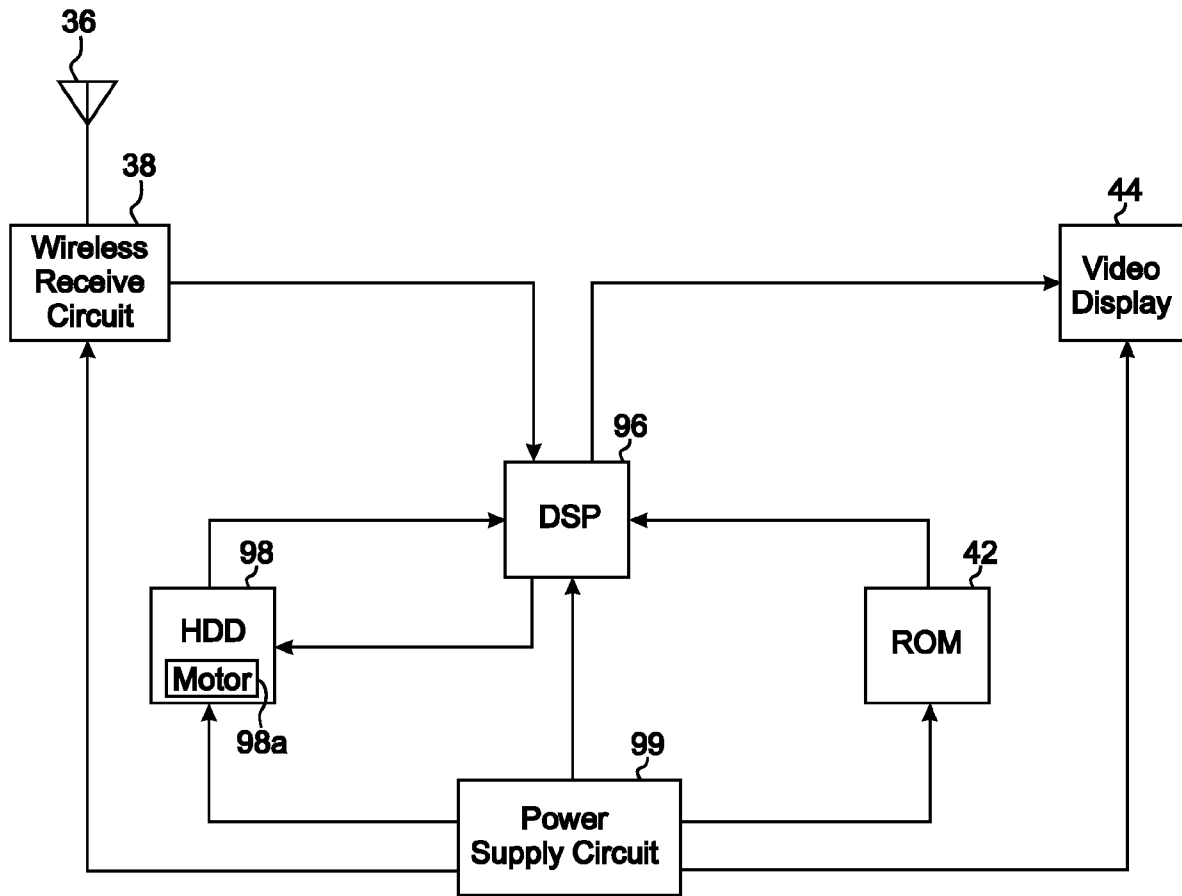 36
38
44
Wireless
Receive
Circuit
Video
Display
96
DSP
98
42
HDD
ROM
Motor
98a
99
Power
Supply Circuit